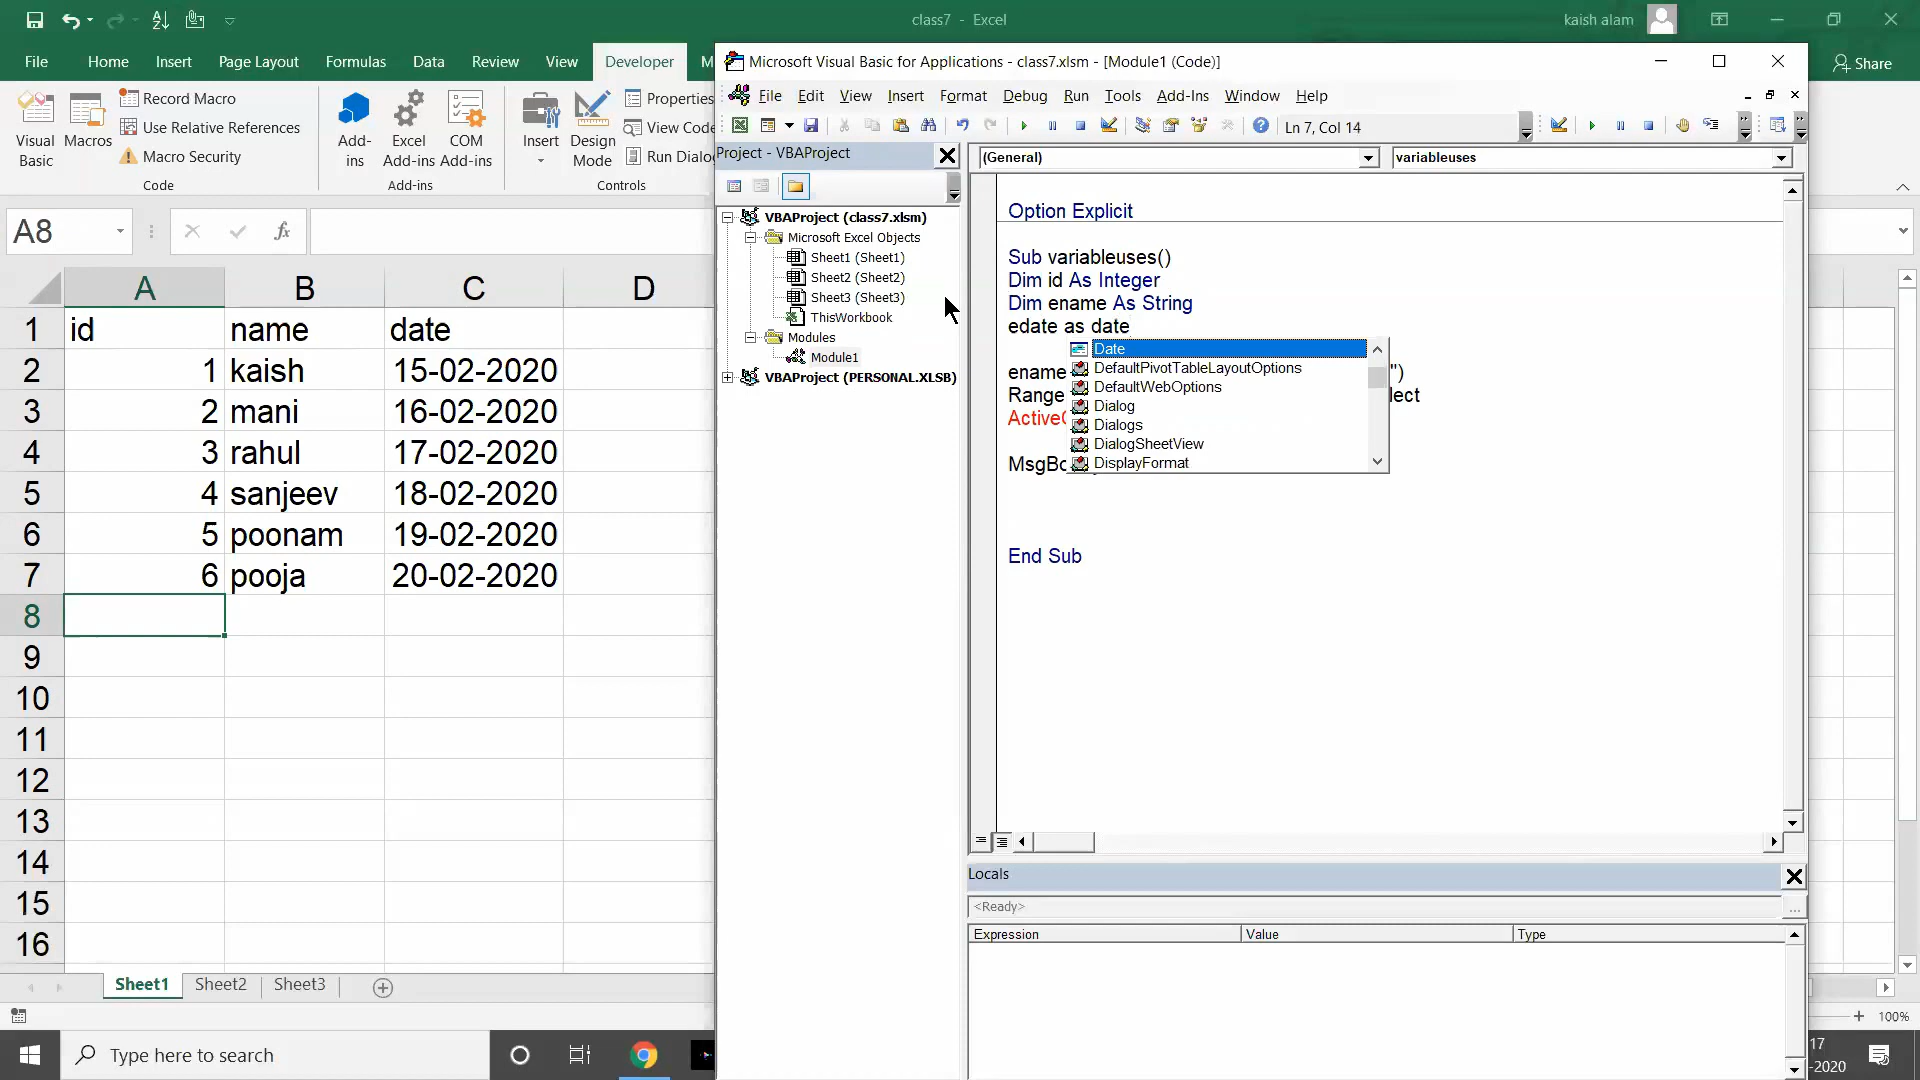 class7 - Excel
kaish alam
File Home Insert Page Layout Formulas Data Review View Developer M
Share
Visual Basic
Macros
Record Macro
Use Relative References
Macro Security
Code
Add-ins
Excel Add-ins
COM Add-ins
Add-ins
Insert
Design Mode
Properties
View Code
Run Dialo
Controls
A8
fx
A B C D
1 id name date
2 1 kaish 15-02-2020
3 2 mani 16-02-2020
4 3 rahul 17-02-2020
5 4 sanjeev 18-02-2020
6 5 poonam 19-02-2020
7 6 pooja 20-02-2020
8
9
10
11
12
13
14
15
16
Sheet1 Sheet2 Sheet3
100%
Type here to search
17
-2020
Microsoft Visual Basic for Applications - class7.xlsm - [Module1 (Code)]
File Edit View Insert Format Debug Run Tools Add-Ins Window Help
Ln 7, Col 14
Project - VBAProject
VBAProject (class7.xlsm)
Microsoft Excel Objects
Sheet1 (Sheet1)
Sheet2 (Sheet2)
Sheet3 (Sheet3)
ThisWorkbook
Modules
Module1
VBAProject (PERSONAL.XLSB)
(General)
variableuses
Option Explicit
Sub variableuses()
Dim id As Integer
Dim ename As String
edate as date
Date
DefaultPivotTableLayoutOptions
DefaultWebOptions
Dialog
Dialogs
DialogSheetView
DisplayFormat
ename ")
Range lect
Active
MsgBo
End Sub
Locals
<Ready>
...
Expression Value Type